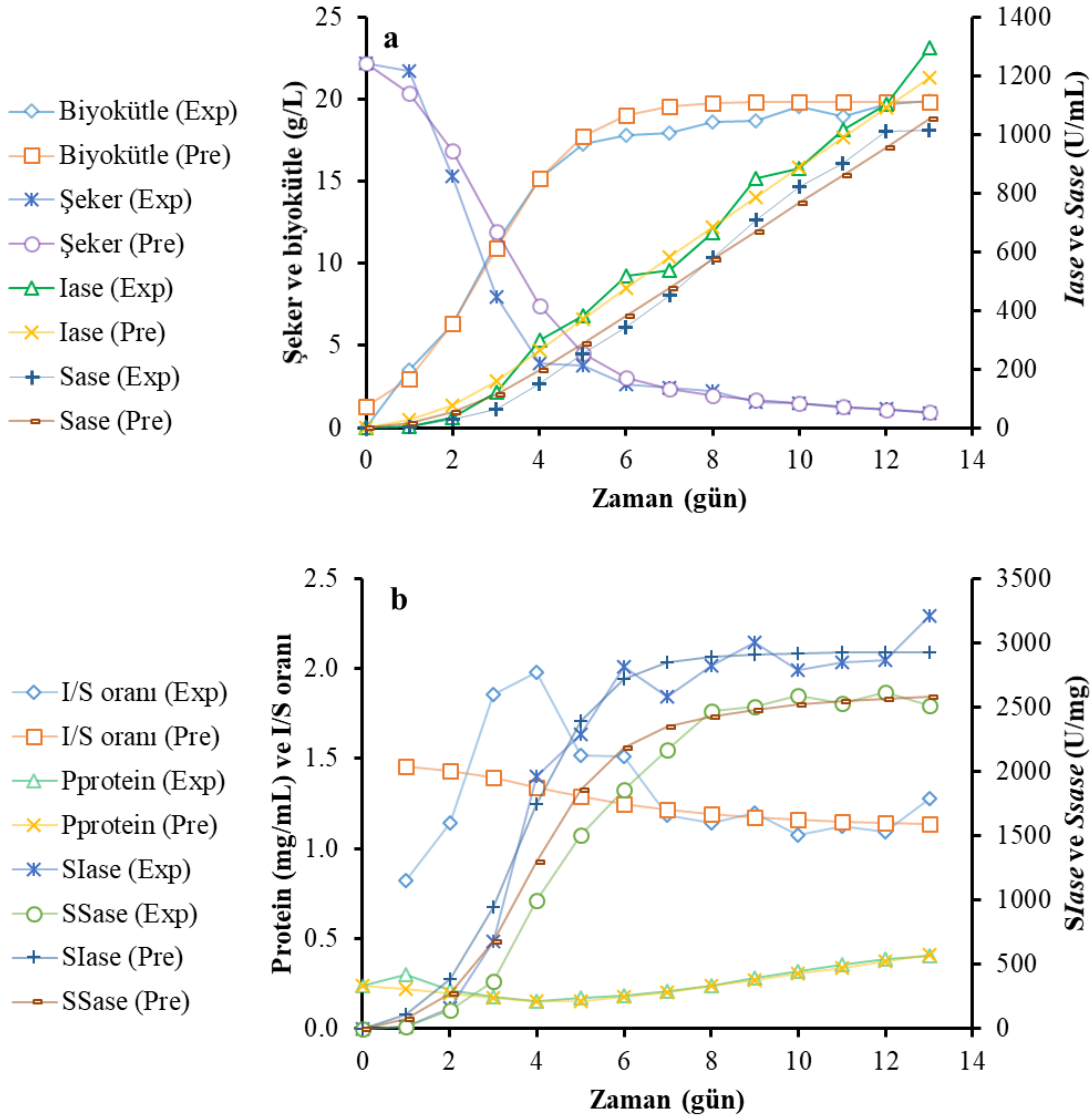 a
Biyokütle (Exp)
Biyokütle (Pre)
Şeker (Exp)
Şeker (Pre)
Iase (Exp)
Iase (Pre)
Sase (Exp)
Sase (Pre)
Şeker ve biyokütle (g/L)
25
20
15
10
5
0
Iase ve Sase (U/mL)
1400
1200
1000
800
600
400
200
0
0 2 4 6 8 10 12 14
Zaman (gün)
b
I/S oranı (Exp)
I/S oranı (Pre)
Pprotein (Exp)
Pprotein (Pre)
SIase (Exp)
SSase (Exp)
SIase (Pre)
SSase (Pre)
Protein (mg/mL) ve I/S oranı
2.5
2.0
1.5
1.0
0.5
0.0
SIase ve Ssase (U/mg)
3500
3000
2500
2000
1500
1000
500
0
0 2 4 6 8 10 12 14
Zaman (gün)